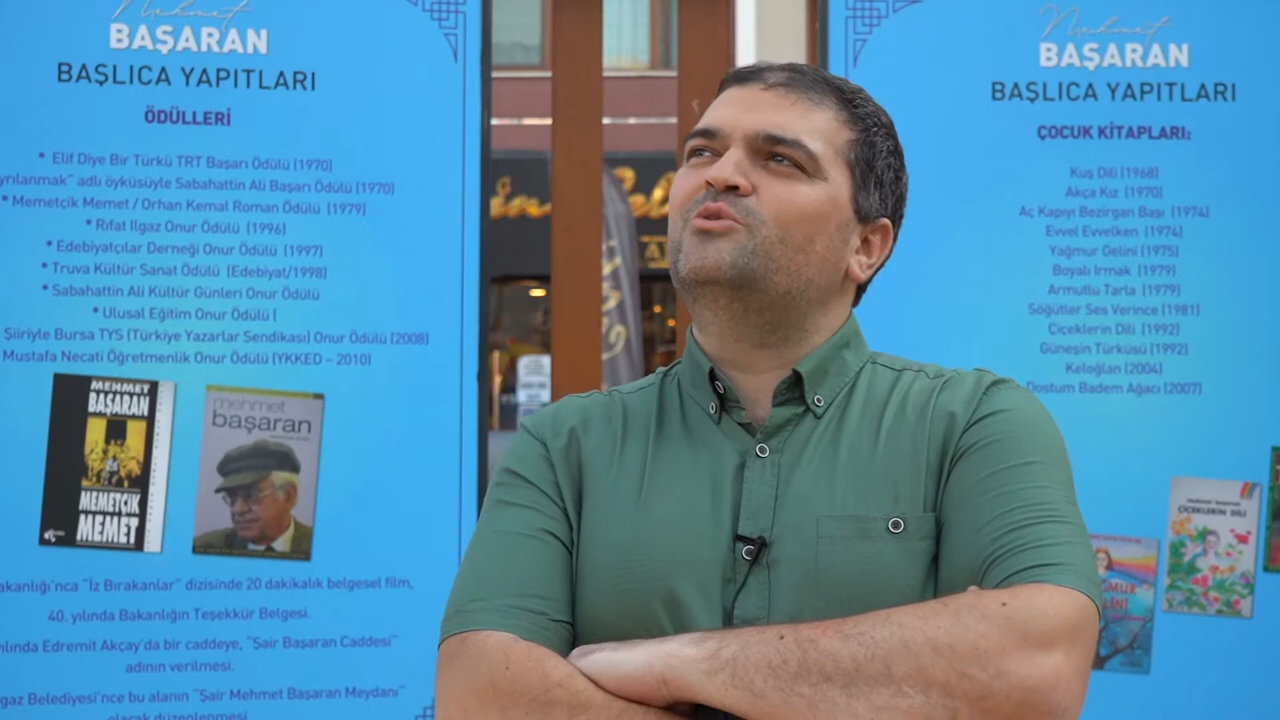 Mehmet
BAŞARAN
BAŞLICA YAPITLARI
ÖDÜLLERİ
* Elif Diye Bir Türkü TRT Başarı Ödülü (1970)
yrılanmak" adlı öyküsüyle Sabahattin Ali Başarı Ödülü (1970)
* Memetçik Memet / Orhan Kemal Roman Ödülü (1979)
* Rıfat Ilgaz Onur Ödülü (1996)
* Edebiyatçılar Derneği Onur Ödülü (1997)
* Truva Kültür Sanat Ödülü (Edebiyat/1998)
* Sabahattin Ali Kültür Günleri Onur Ödülü
* Ulusal Eğitim Onur Ödülü (
Şiiriyle Bursa TYS (Türkiye Yazarlar Sendikası) Onur Ödülü (2008)
Mustafa Necati Öğretmenlik Onur Ödülü (YKKED – 2010)
MEHMET
BAŞARAN
MEMETÇİK
MEMET
mehmet
başaran
akanlığı'nca "İz Bırakanlar" dizisinde 20 dakikalık belgesel film,
40. yılında Bakanlığın Teşekkür Belgesi.
yılında Edremit Akçay'da bir caddeye, "Şair Başaran Caddesi"
adının verilmesi.
gaz Belediyesi'nce bu alanın "Şair Mehmet Başaran Meydanı"
olarak düzenlenmesi
Mehmet
BAŞARAN
BAŞLICA YAPITLARI
ÇOCUK KİTAPLARI:
Kuş Dili (1968)
Akça Kız (1970)
Aç Kapıyı Bezirgan Başı (1974)
Evvel Evvelken (1974)
Yağmur Gelini (1975)
Boyalı Irmak (1979)
Armutlu Tarla (1979)
Söğütler Ses Verince (1981)
Çiçeklerin Dili (1992)
Güneşin Türküsü (1992)
Keloğlan (2004)
Dostum Badem Ağacı (2007)
mehmet başaran
ÇİÇEKLERİN DİLİ
MUR
LİNİ